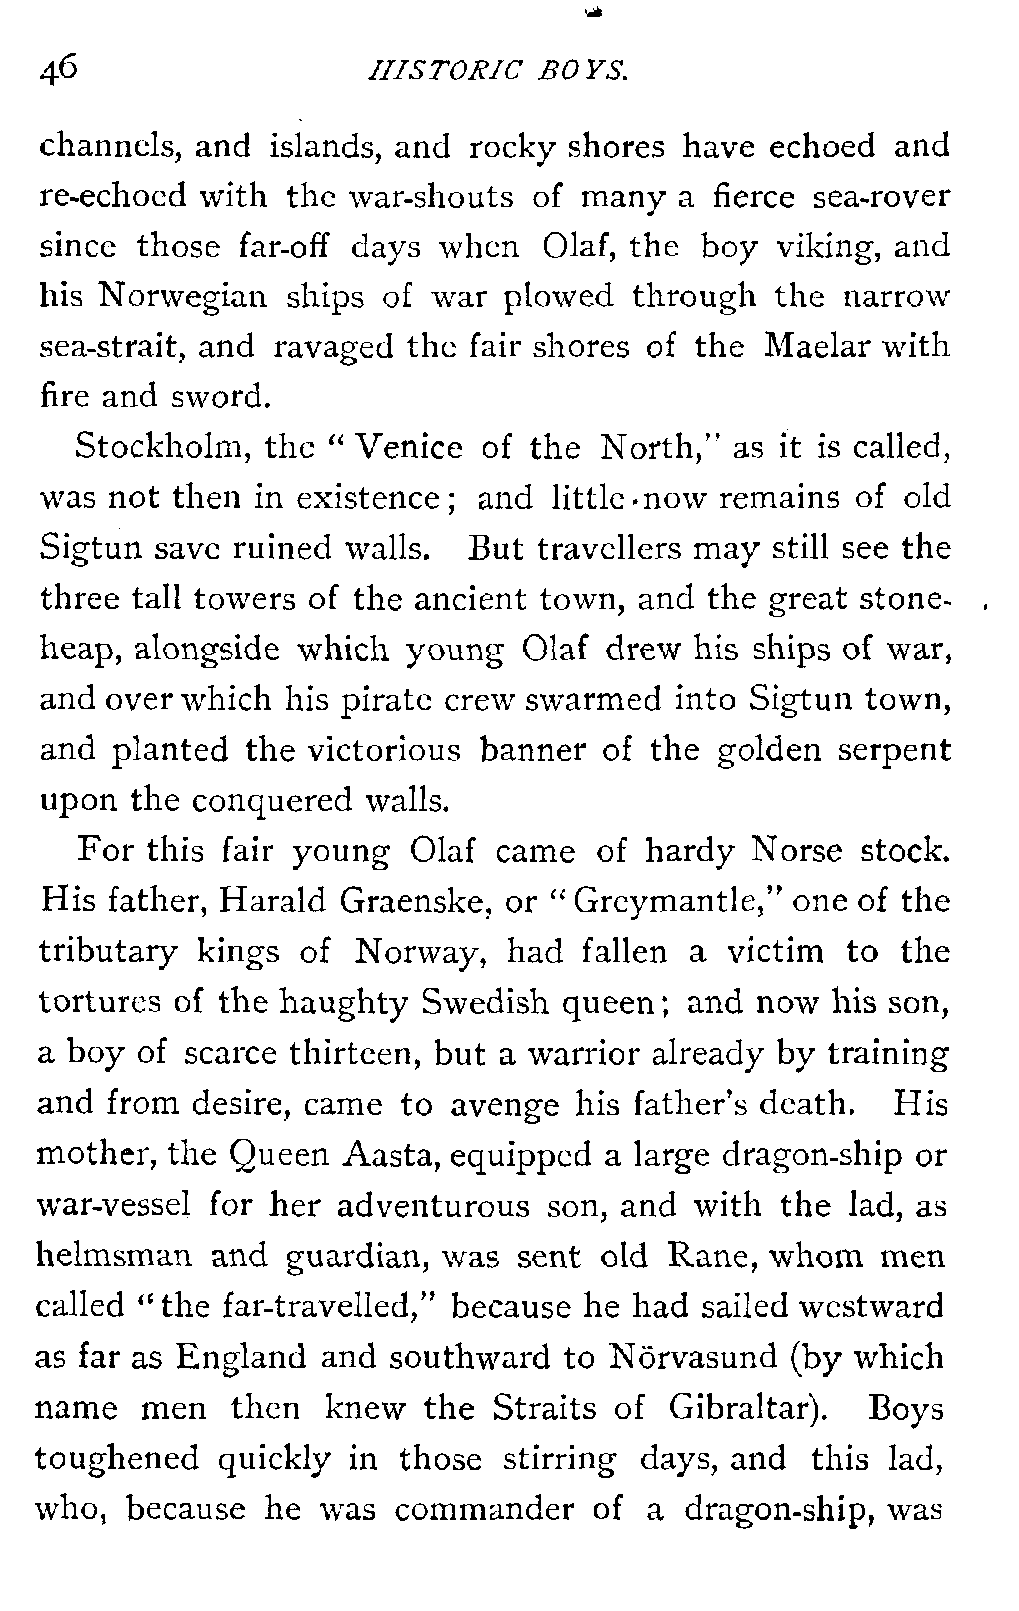 46 HISTORIC BOYS.
channels, and islands, and rocky shores have echoed and
re-echoed with the war-shouts of many a fierce sea-rover
since those far-off days when Olaf, the boy viking, and
his Norwegian ships of war plowed through the narrow
sea-strait, and ravaged the fair shores of the Maelar with
fire and sword.
Stockholm, the “ Venice of the North,” as it is called,
was not then in existence ; and little now remains of old
Sigtun save ruined walls. But travellers may still see the
three tall towers of the ancient town, and the great stone-
heap, alongside which young Olaf drew his ships of war,
and over which his pirate crew swarmed into Sigtun town,
and planted the victorious banner of the golden serpent
upon the conquered walls.
For this fair young Olaf came of hardy Norse stock.
His father, Harald Graenske, or “ Greymantle,” one of the
tributary kings of Norway, had fallen a victim to the
tortures of the haughty Swedish queen ; and now his son,
a boy of scarce thirteen, but a warrior already by training
and from desire, came to avenge his father’s death. His
mother, the Queen Aasta, equipped a large dragon-ship or
war-vessel for her adventurous son, and with the lad, as
helmsman and guardian, was sent old Rane, whom men
called “ the far-travelled,” because he had sailed westward
as far as England and southward to Nörvasund (by which
name men then knew the Straits of Gibraltar). Boys
toughened quickly in those stirring days, and this lad,
who, because he was commander of a dragon-ship, was